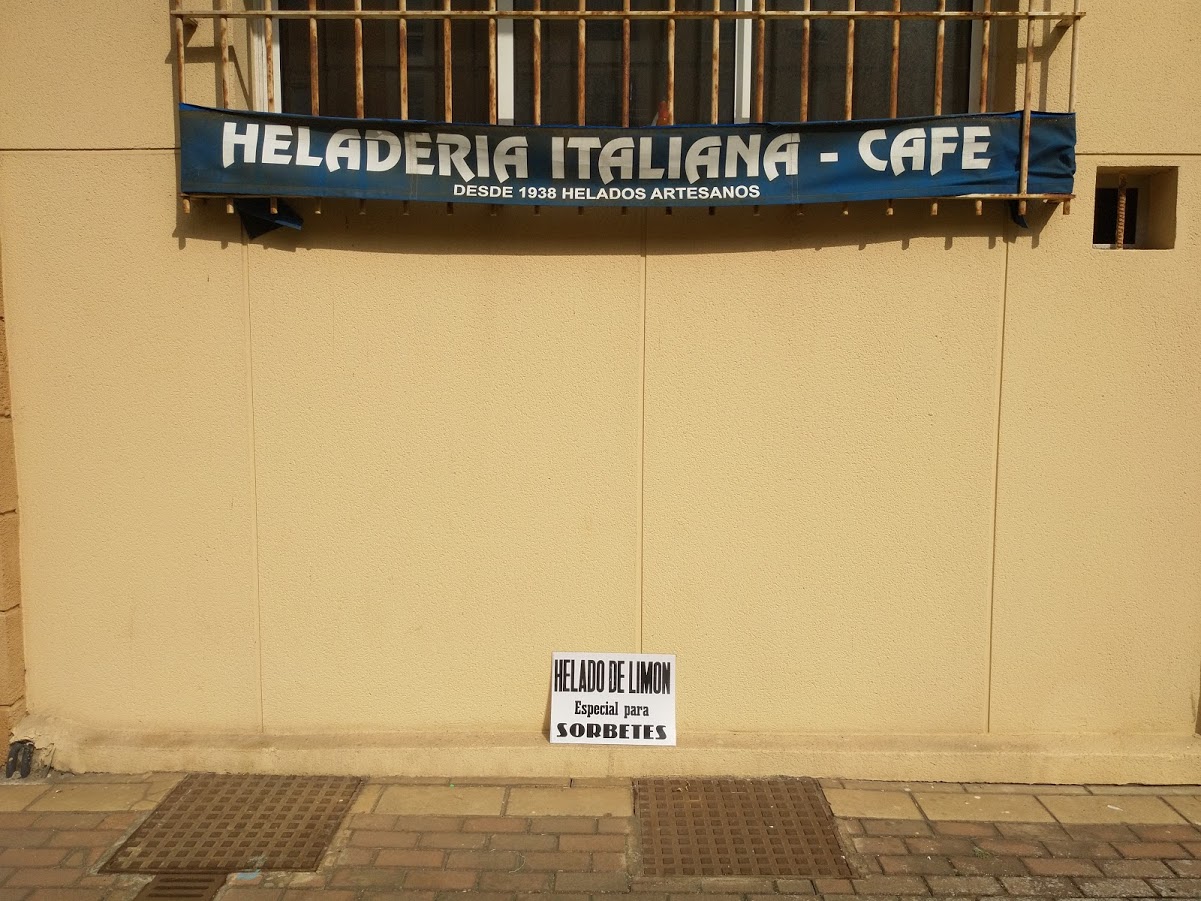 HELADERIA ITALIANA - CAFE
DESDE 1938 HELADOS ARTESANOS
HELADO DE LIMON
Especial para
SORBETES